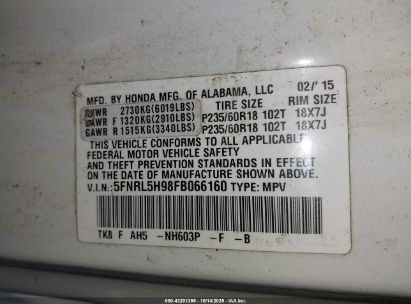 MFD. BY HONDA MFG. OF ALABAMA, LLC 02/'15
GVWR 2730KG(6019LBS) TIRE SIZE RIM SIZE
GAWR F 1320KG(2910LBS) P235/60R18 102T 18X7J
GAWR R 1515KG(3340LBS) P235/60R18 102T 18X7J
THIS VEHICLE CONFORMS TO ALL APPLICABLE
FEDERAL MOTOR VEHICLE SAFETY
AND THEFT PREVENTION STANDARDS IN EFFECT
ON THE DATE OF MANUFACTURE SHOWN ABOVE.
V.I.N.: 5FNRL5H98FB066160 TYPE: MPV
TK8 F AH5 -NH603P -F -B